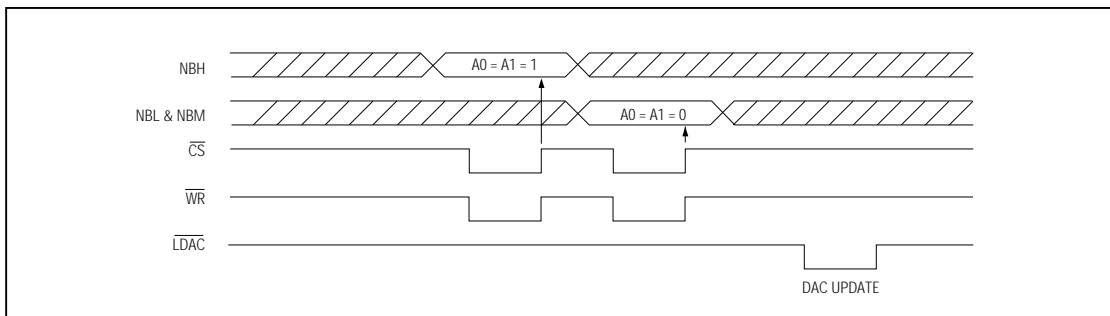 NBH
A0 = A1 = 1
NBL & NBM
A0 = A1 = 0
CS
WR
LDAC
DAC UPDATE